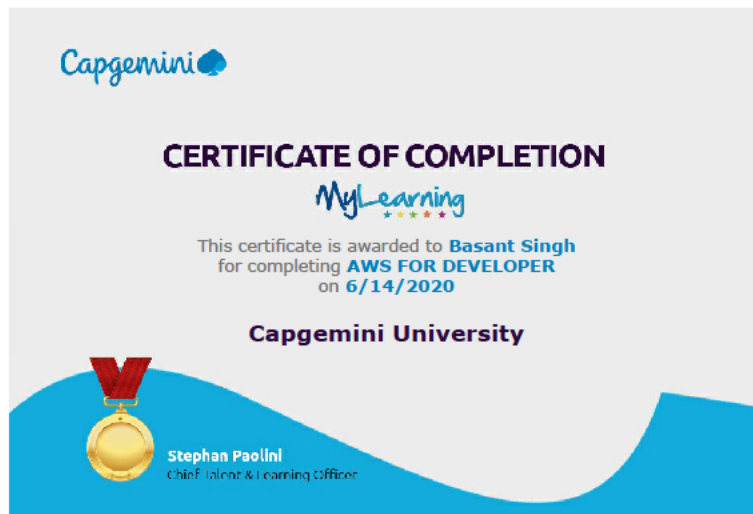 Capgemini
CERTIFICATE OF COMPLETION
MyLearning
This certificate is awarded to Basant Singh
for completing AWS FOR DEVELOPER
on 6/14/2020
Capgemini University
Stephan Paolini
Chief Talent & Learning Officer